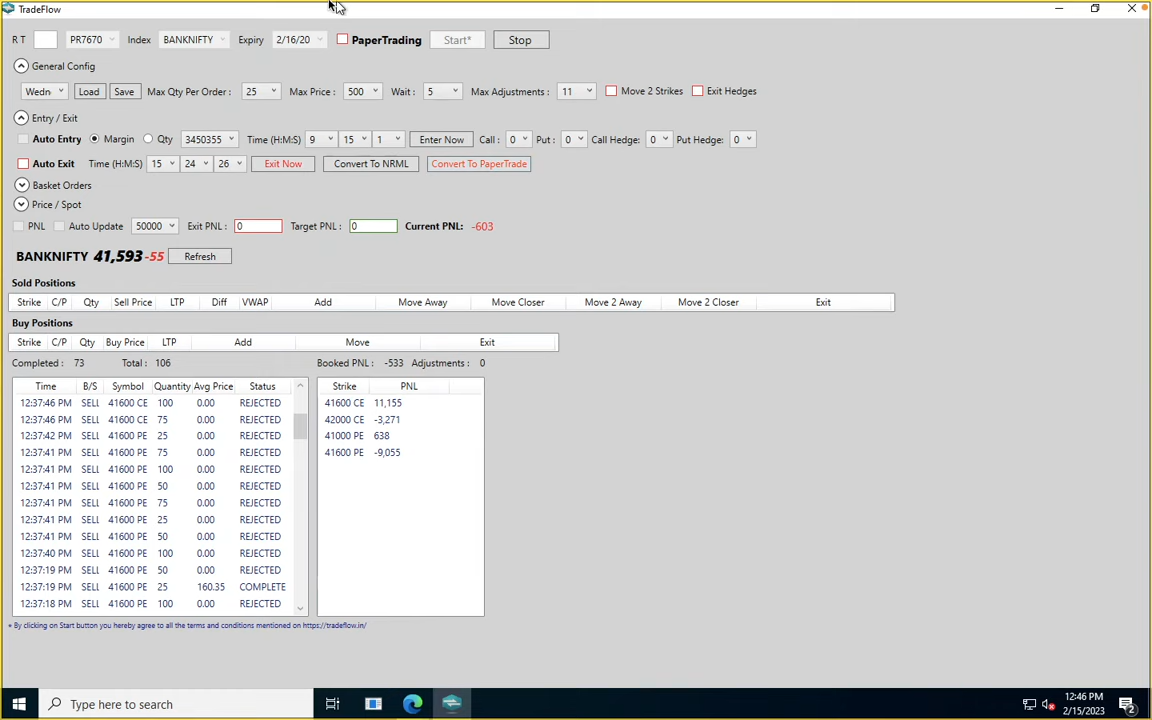 TradeFlow
R T PR7670 Index BANKNIFTY Expiry 2/16/20 PaperTrading Start* Stop
General Config
Wedn Load Save Max Qty Per Order : 25 Max Price : 500 Wait : 5 Max Adjustments : 11 Move 2 Strikes Exit Hedges
Entry / Exit
Auto Entry Margin Qty 3450355 Time (H:M:S) 9 15 1 Enter Now Call : 0 Put : 0 Call Hedge: 0 Put Hedge: 0
Auto Exit Time (H:M:S) 15 24 26 Exit Now Convert To NRML Convert To PaperTrade
Basket Orders
Price / Spot
PNL Auto Update 50000 Exit PNL : 0 Target PNL : 0 Current PNL: -603
BANKNIFTY 41,593 -55 Refresh
Sold Positions
Strike C/P Qty Sell Price LTP Diff VWAP Add Move Away Move Closer Move 2 Away Move 2 Closer Exit
Buy Positions
Strike C/P Qty Buy Price LTP Add Move Exit
Completed : 73 Total : 106 Booked PNL : -533 Adjustments : 0
Time B/S Symbol Quantity Avg Price Status
12:37:46 PM SELL 41600 CE 100 0.00 REJECTED
12:37:46 PM SELL 41600 CE 75 0.00 REJECTED
12:37:42 PM SELL 41600 PE 25 0.00 REJECTED
12:37:41 PM SELL 41600 PE 75 0.00 REJECTED
12:37:41 PM SELL 41600 PE 100 0.00 REJECTED
12:37:41 PM SELL 41600 PE 50 0.00 REJECTED
12:37:41 PM SELL 41600 PE 75 0.00 REJECTED
12:37:41 PM SELL 41600 PE 25 0.00 REJECTED
12:37:41 PM SELL 41600 PE 50 0.00 REJECTED
12:37:40 PM SELL 41600 PE 100 0.00 REJECTED
12:37:19 PM SELL 41600 PE 50 0.00 REJECTED
12:37:19 PM SELL 41600 PE 25 160.35 COMPLETE
12:37:18 PM SELL 41600 PE 100 0.00 REJECTED
Strike PNL
41600 CE 11,155
42000 CE -3,271
41000 PE 638
41600 PE -9,055
* By clicking on Start button you hereby agree to all the terms and conditions mentioned on https://tradeflow.in/
Type here to search
12:46 PM
2/15/2023
2